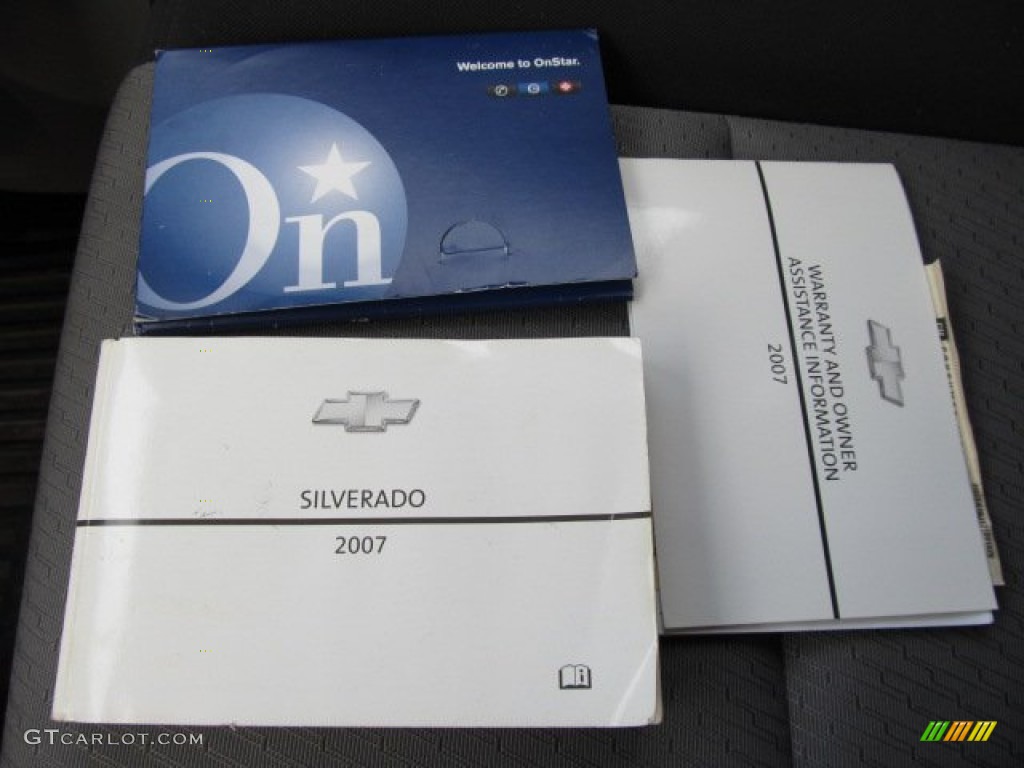 Welcome to OnStar.
On
WARRANTY AND OWNER
ASSISTANCE INFORMATION
2007
SILVERADO
2007
GTCARLOT.COM